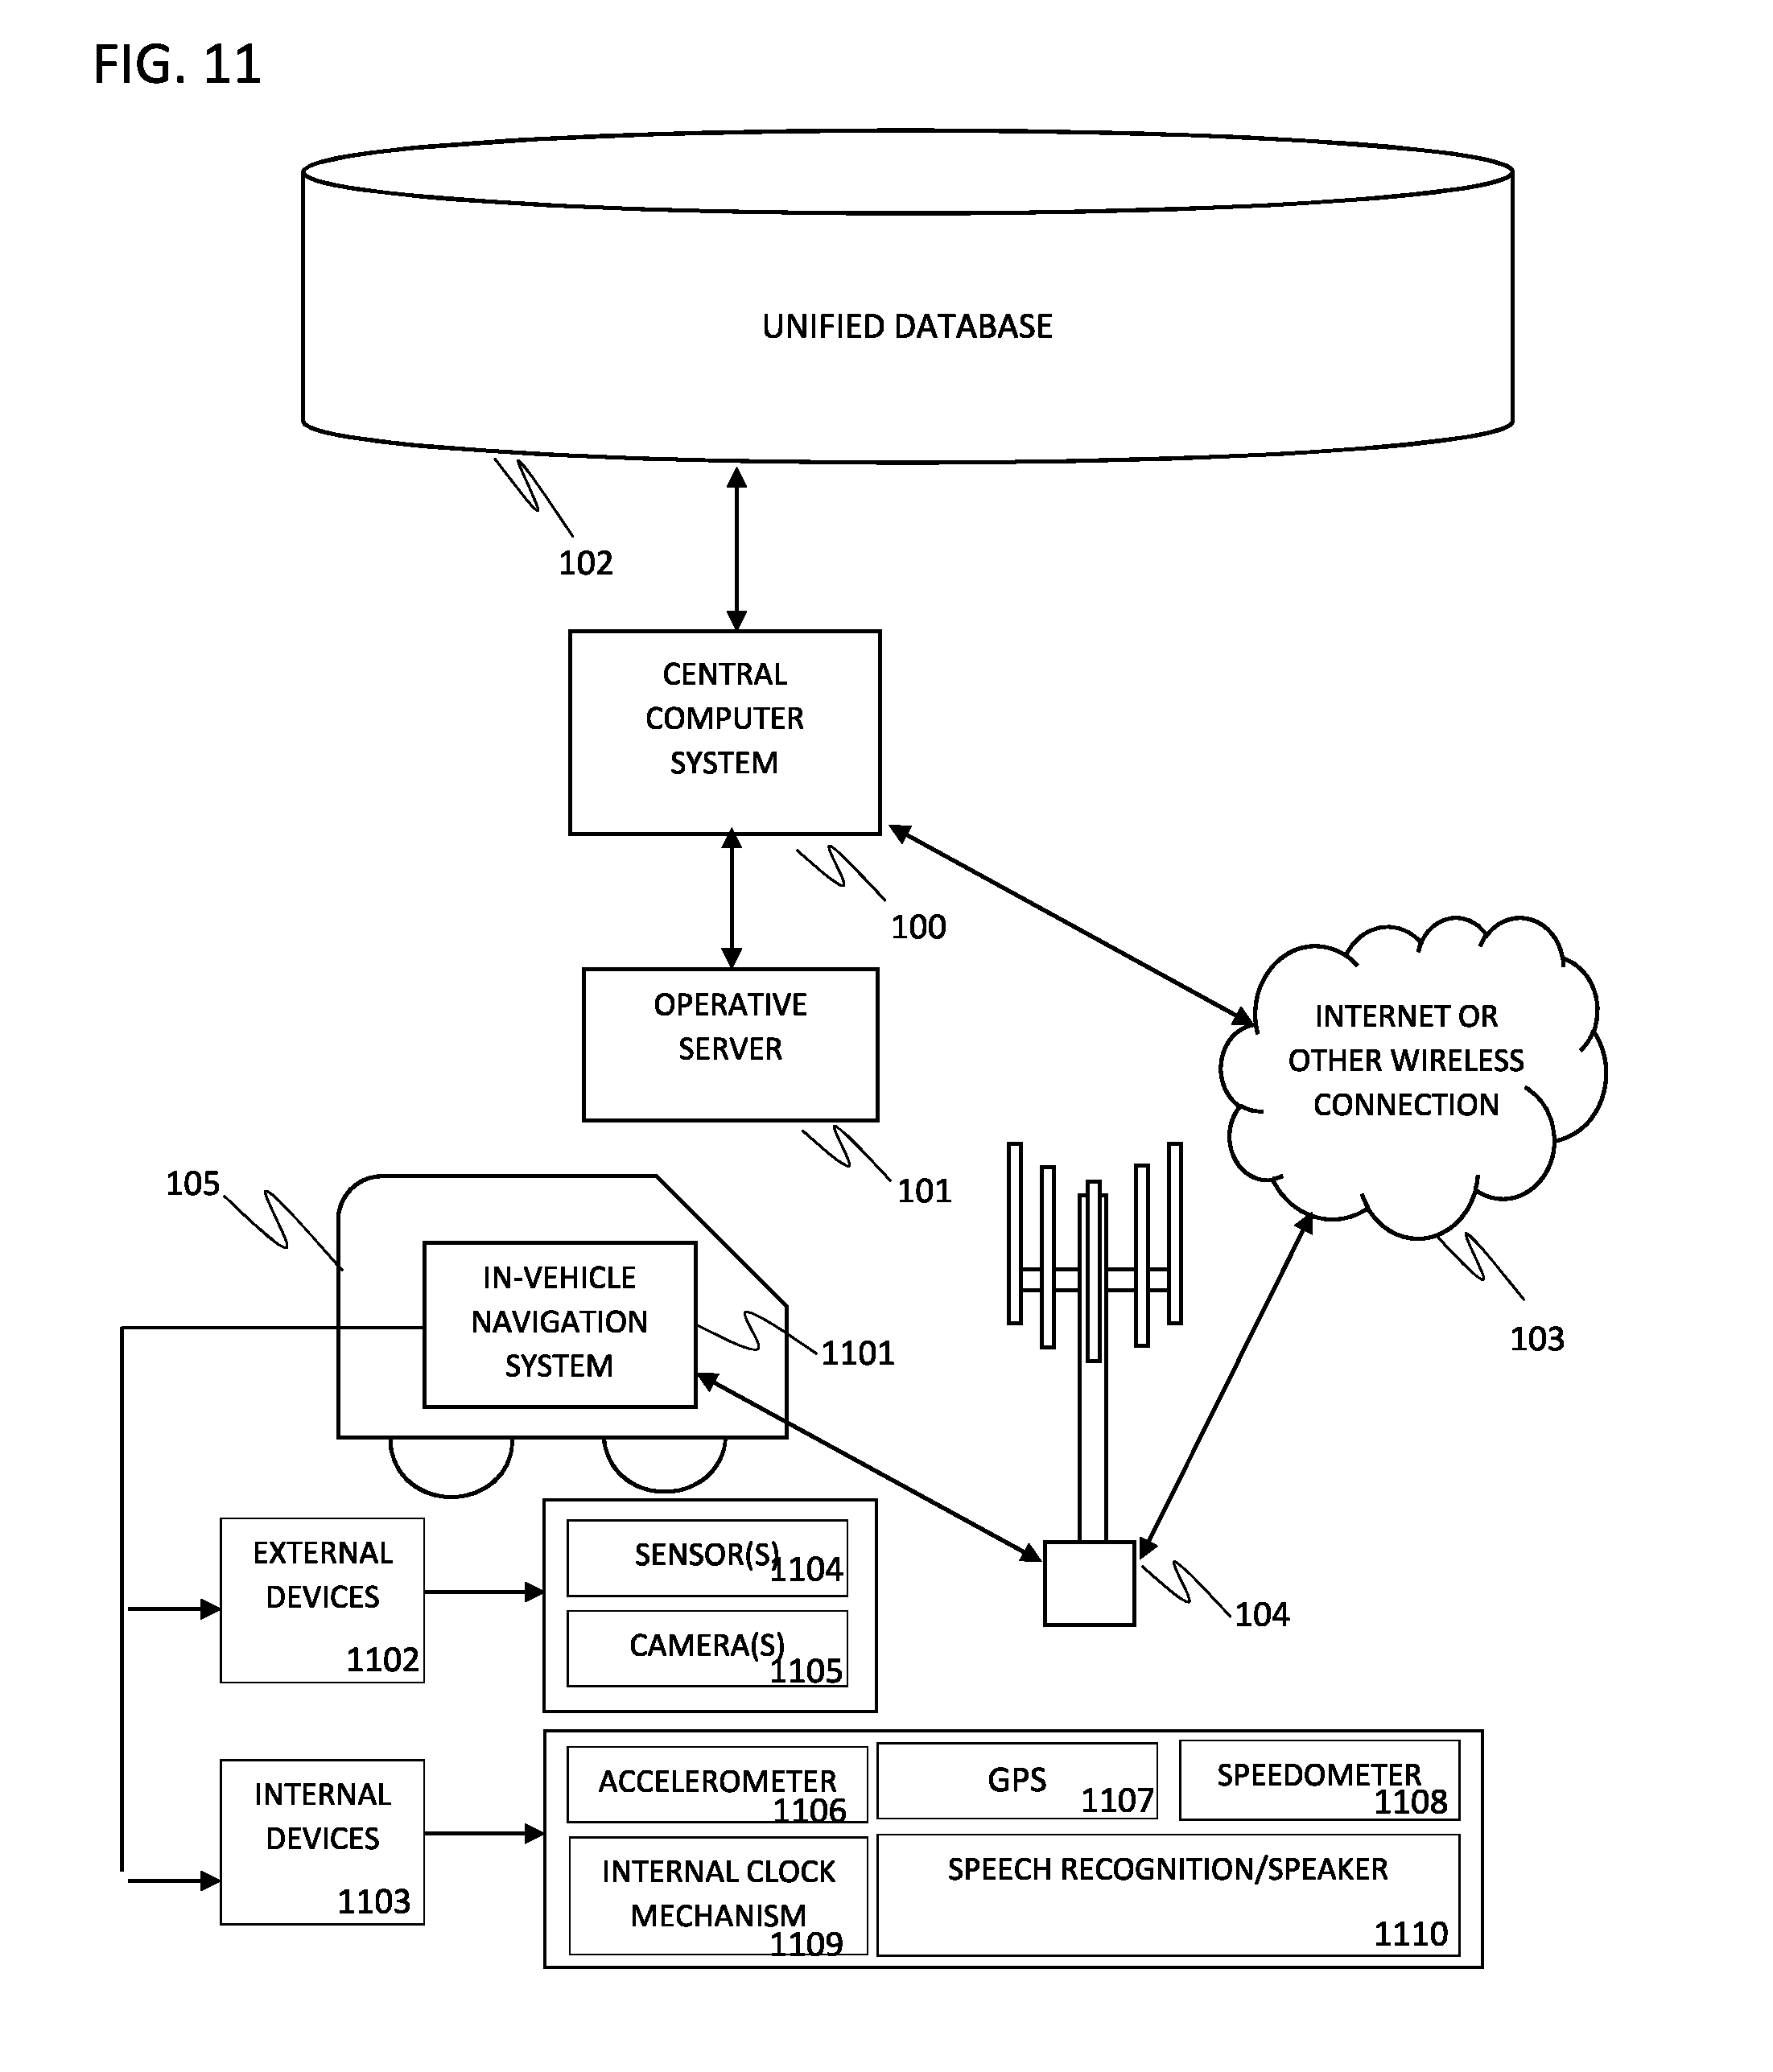 FIG. 11
UNIFIED DATABASE
102
CENTRAL
COMPUTER
SYSTEM
100
OPERATIVE
SERVER
101
INTERNET OR
OTHER WIRELESS
CONNECTION
103
105
IN-VEHICLE
NAVIGATION
SYSTEM
1101
104
EXTERNAL
DEVICES
1102
SENSOR(S)
1104
CAMERA(S)
1105
INTERNAL
DEVICES
1103
ACCELEROMETER
1106
GPS
1107
SPEEDOMETER
1108
INTERNAL CLOCK
MECHANISM
1109
SPEECH RECOGNITION/SPEAKER
1110